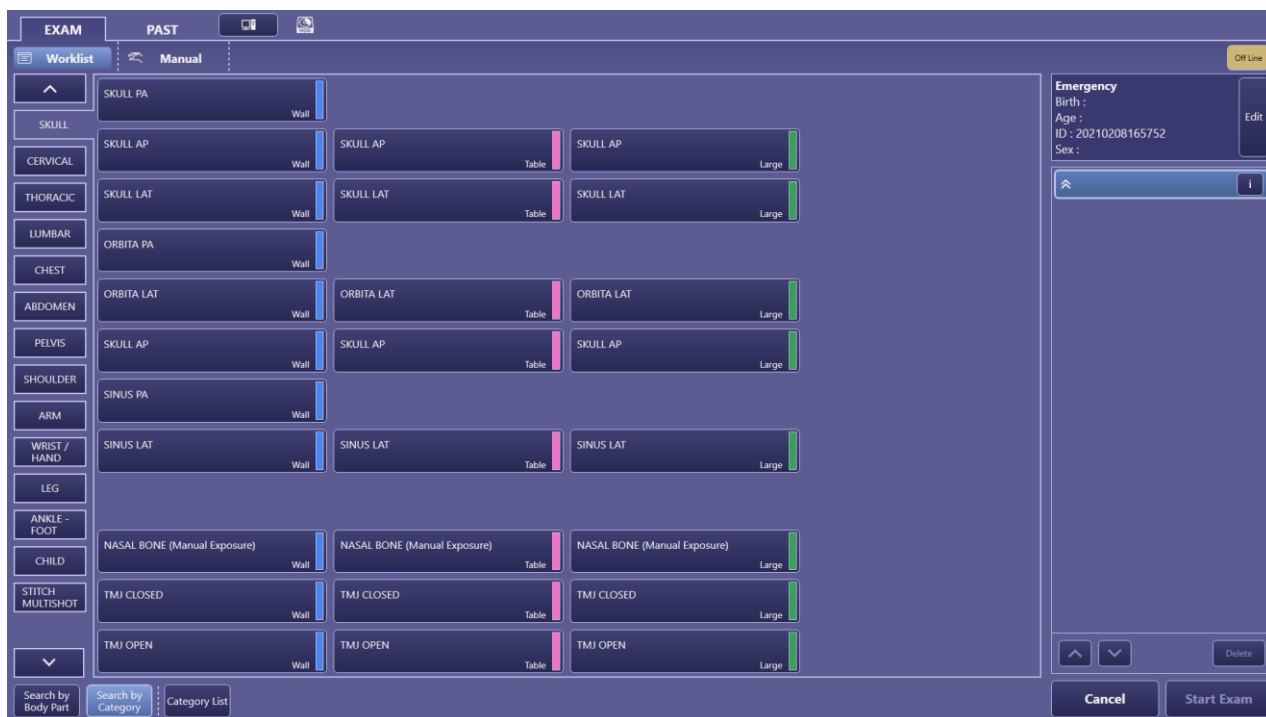 EXAM
PAST
Worklist
Manual
Off Line
SKULL
CERVICAL
THORACIC
LUMBAR
CHEST
ABDOMEN
PELVIS
SHOULDER
ARM
WRIST /
HAND
LEG
ANKLE -
FOOT
CHILD
STITCH
MULTISHOT
SKULL PA
Wall
SKULL AP
Wall
SKULL AP
Table
SKULL AP
Large
SKULL LAT
Wall
SKULL LAT
Table
SKULL LAT
Large
ORBITA PA
Wall
ORBITA LAT
Wall
ORBITA LAT
Table
ORBITA LAT
Large
SKULL AP
Wall
SKULL AP
Table
SKULL AP
Large
SINUS PA
Wall
SINUS LAT
Wall
SINUS LAT
Table
SINUS LAT
Large
NASAL BONE (Manual Exposure)
Wall
NASAL BONE (Manual Exposure)
Table
NASAL BONE (Manual Exposure)
Large
TMJ CLOSED
Wall
TMJ CLOSED
Table
TMJ CLOSED
Large
TMJ OPEN
Wall
TMJ OPEN
Table
TMJ OPEN
Large
Emergency
Birth :
Age :
ID : 20210208165752
Sex :
Edit
i
Delete
Search by
Body Part
Search by
Category
Category List
Cancel
Start Exam